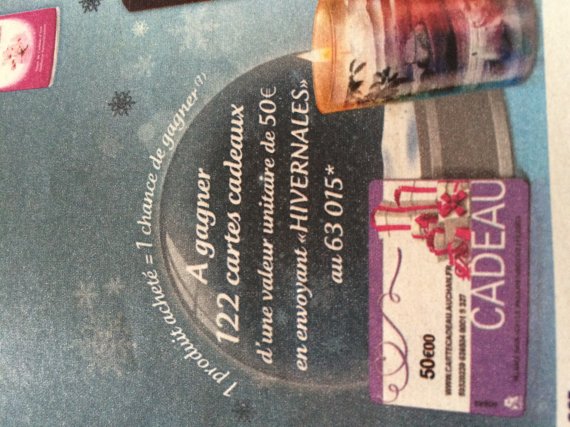 1 produit acheté = 1 chance de gagner
A gagner
122 cartes cadeaux
d'une valeur unitaire de 50€
en envoyant «HIVERNALES»
au 63 015*
50€00
WWW.CARTECADEAU.AUCHAN.FR
CADEAU